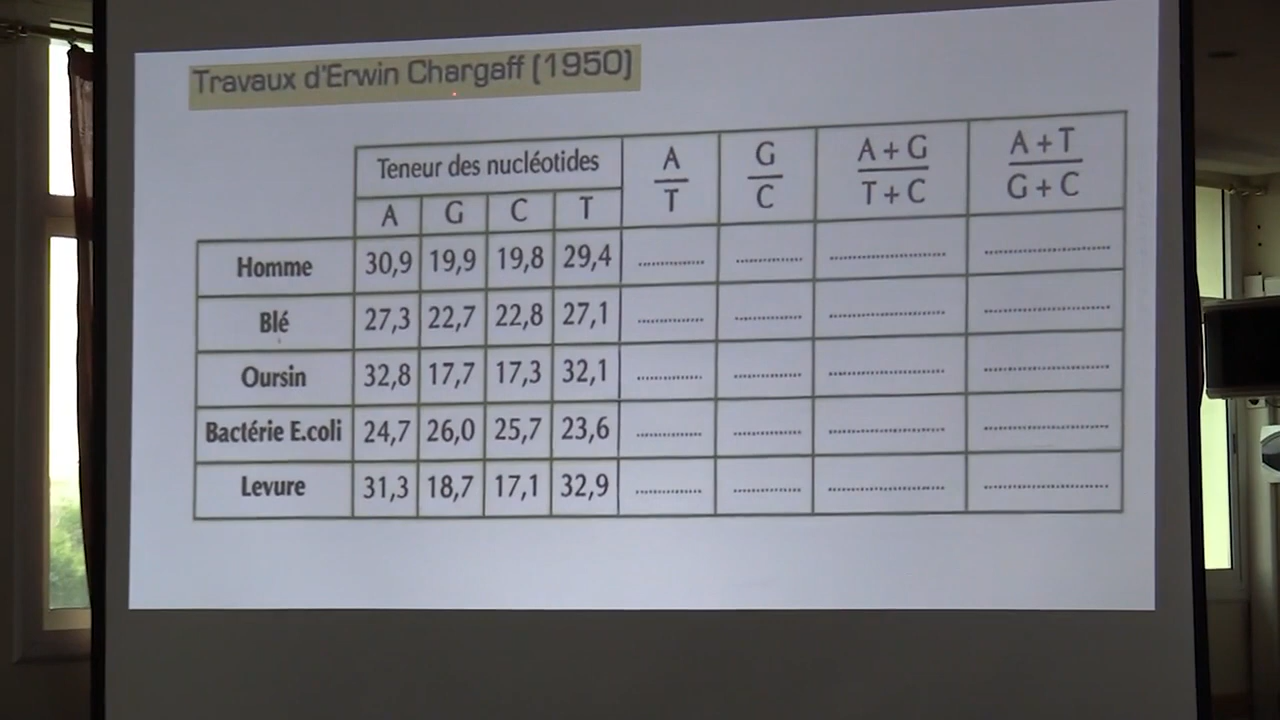 Travaux d'Erwin Chargaff (1950)
Teneur des nucléotides A/T G/C A+G/T+C A+T/G+C
A G C T
Homme 30,9 19,9 19,8 29,4 .............. .............. .............. ..............
Blé 27,3 22,7 22,8 27,1 .............. .............. .............. ..............
Oursin 32,8 17,7 17,3 32,1 .............. .............. .............. ..............
Bactérie E.coli 24,7 26,0 25,7 23,6 .............. .............. .............. ..............
Levure 31,3 18,7 17,1 32,9 .............. .............. .............. ..............